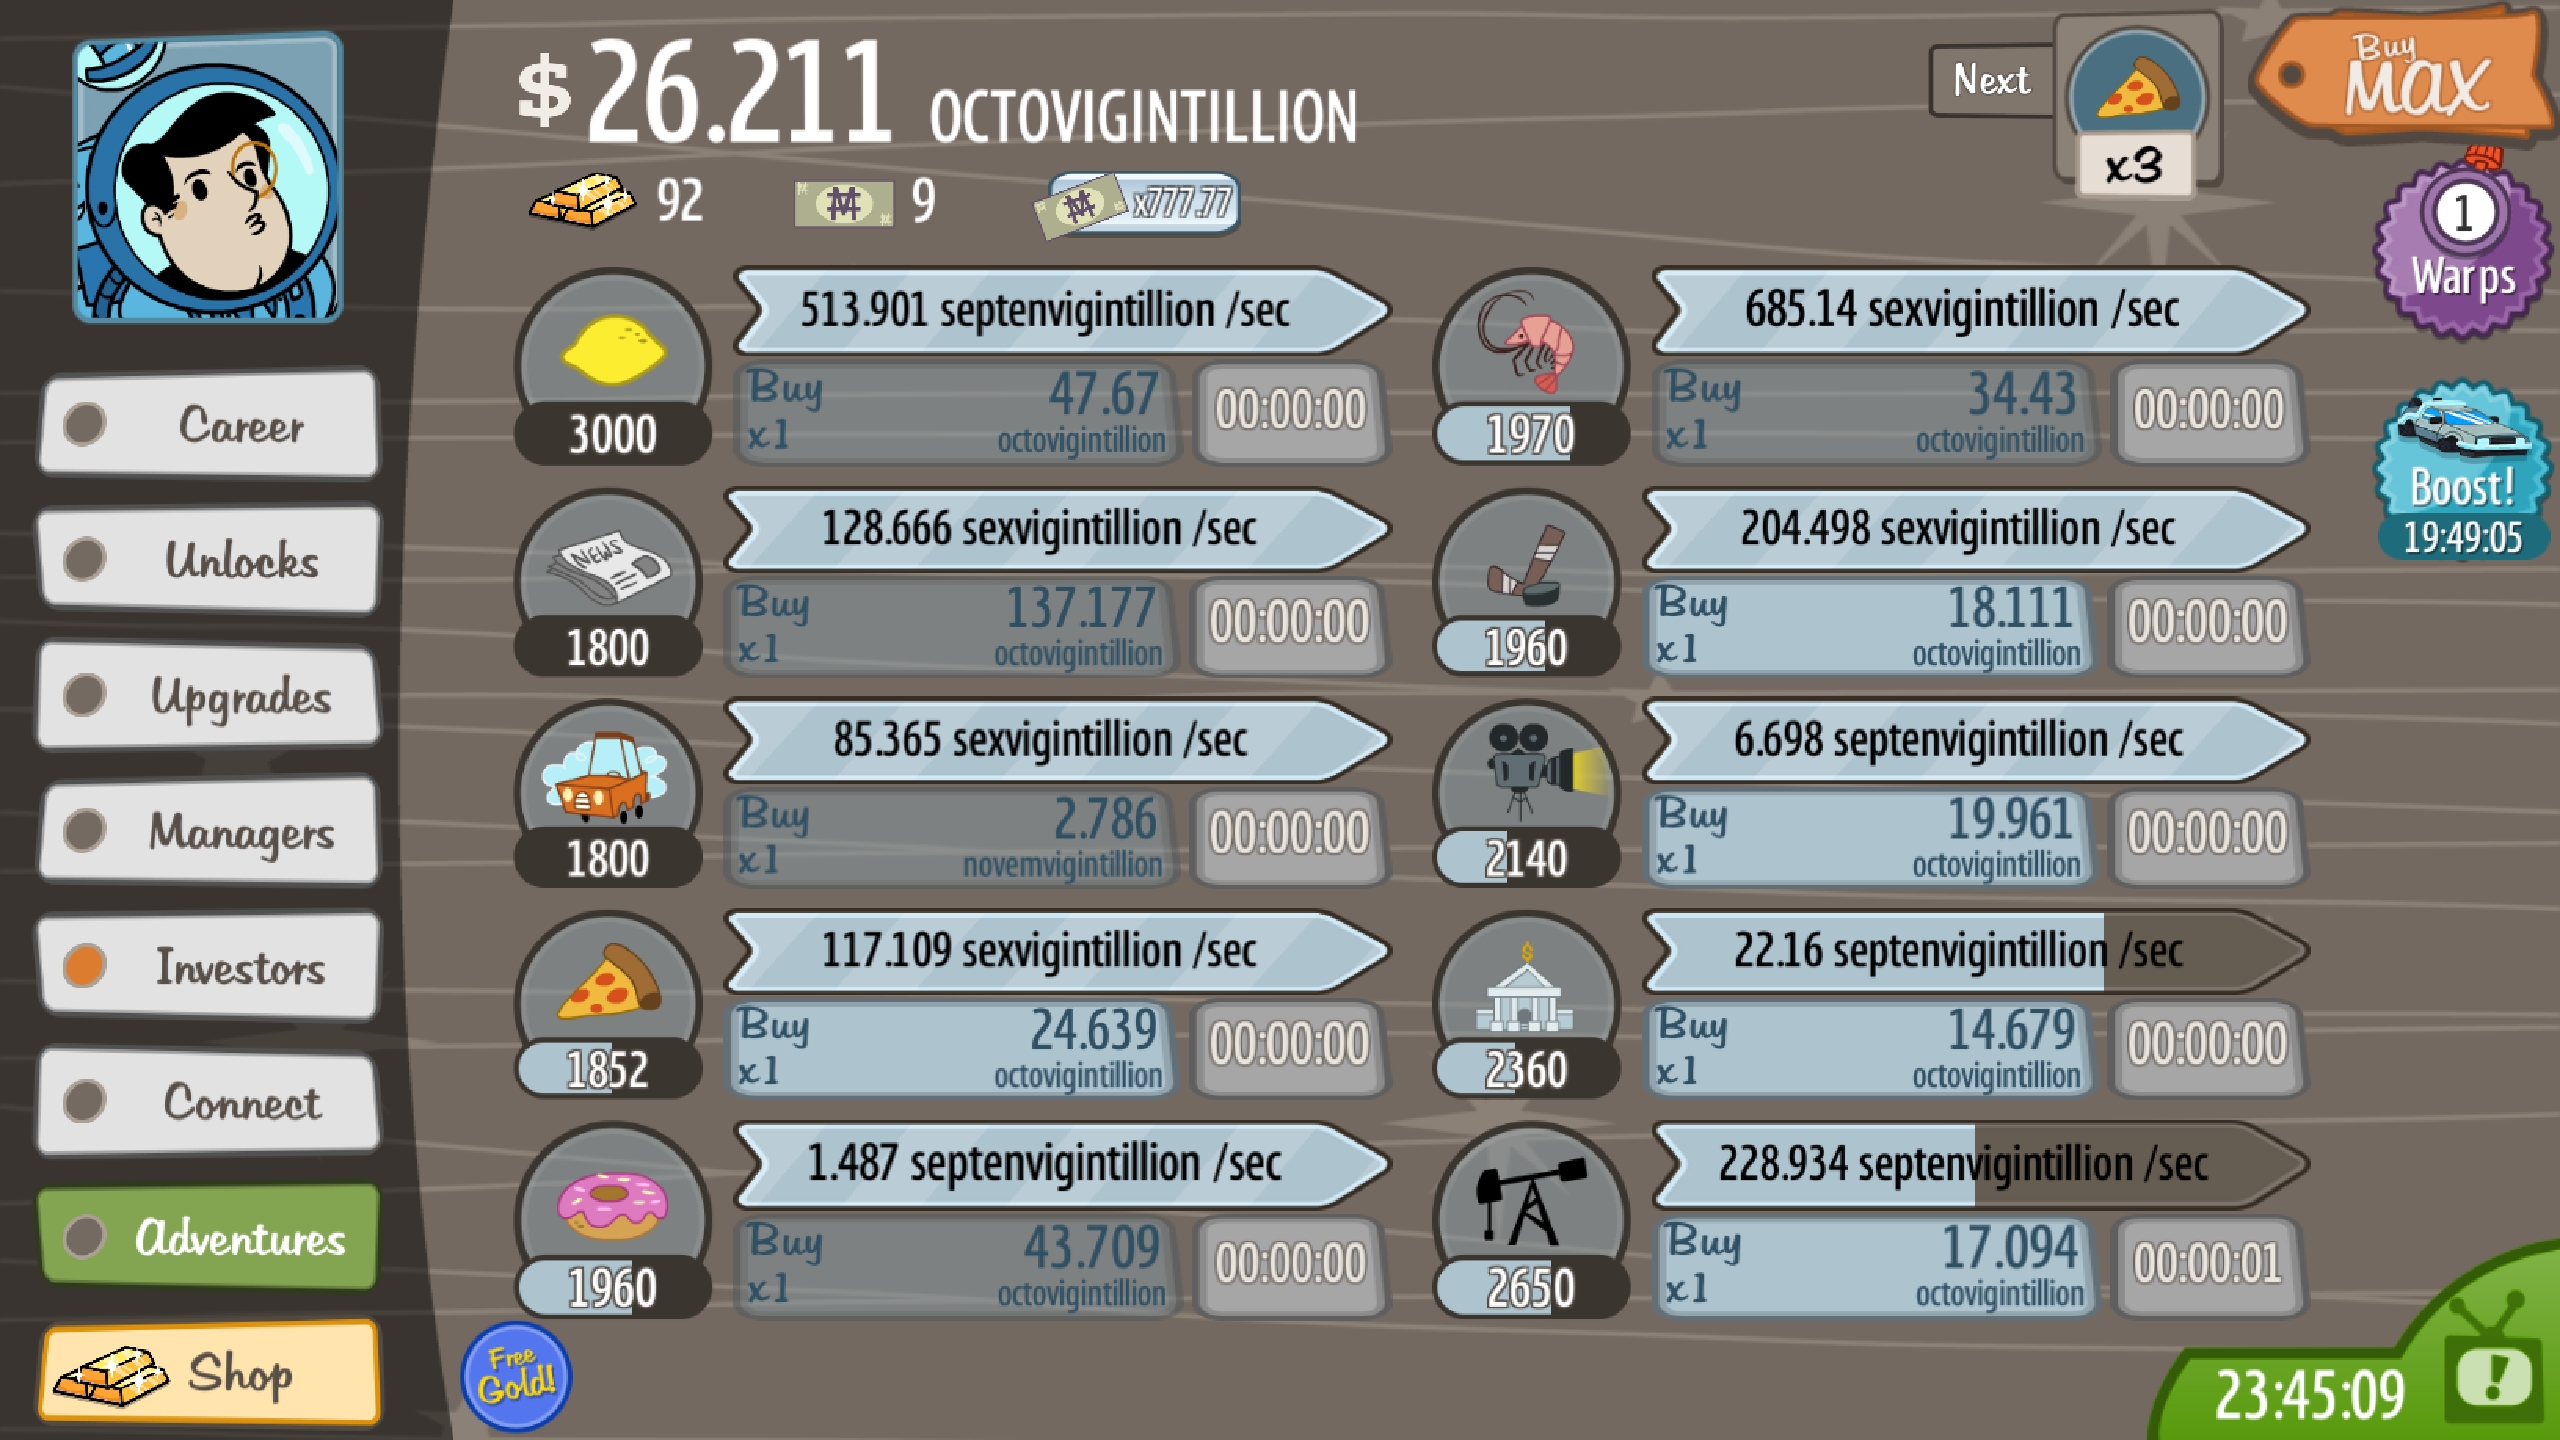 $26.211 OCTOVIGINTILLION
92
9
x777.77
Next
x3
Buy
MAX
1
Warps
Boost!
19:49:05
Career
Unlocks
Upgrades
Managers
Investors
Connect
Adventures
Shop
Free
Gold!
3000
513.901 septenvigintillion /sec
Buy
x1
47.67
octovigintillion
00:00:00
NEWS
1800
128.666 sexvigintillion /sec
Buy
x1
137.177
octovigintillion
00:00:00
1800
85.365 sexvigintillion /sec
Buy
x1
2.786
novemvigintillion
00:00:00
1852
117.109 sexvigintillion /sec
Buy
x1
24.639
octovigintillion
00:00:00
1960
1.487 septenvigintillion /sec
Buy
x1
43.709
octovigintillion
00:00:00
1970
685.14 sexvigintillion /sec
Buy
x1
34.43
octovigintillion
00:00:00
1960
204.498 sexvigintillion /sec
Buy
x1
18.111
octovigintillion
00:00:00
2140
6.698 septenvigintillion /sec
Buy
x1
19.961
octovigintillion
00:00:00
$
2360
22.16 septenvigintillion /sec
Buy
x1
14.679
octovigintillion
00:00:00
2650
228.934 septenvigintillion /sec
Buy
x1
17.094
octovigintillion
00:00:01
23:45:09
!